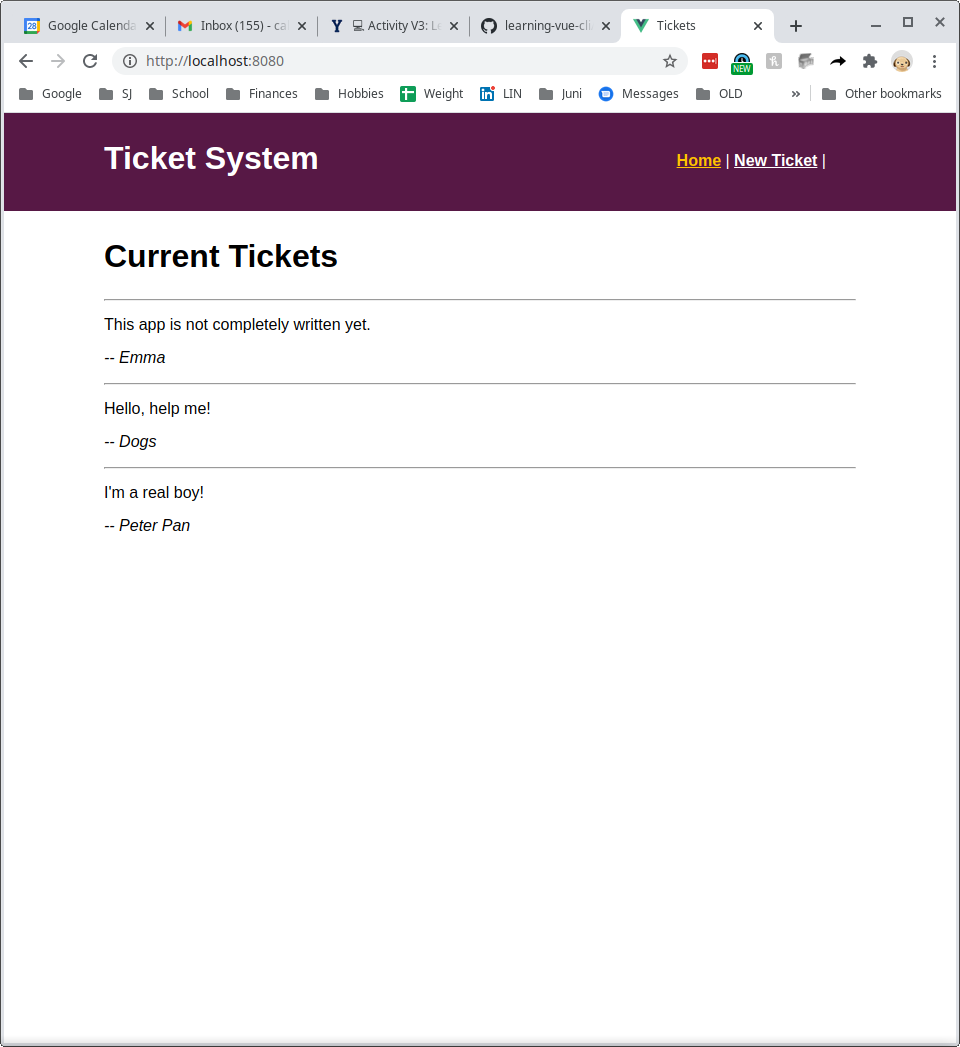 28 Google Calenda Inbox (155) - cal Y Activity V3: Le learning-vue-cli Tickets
http://localhost:8080 NEW
Google SJ School Finances Hobbies Weight LIN Juni Messages OLD » Other bookmarks
Ticket System Home | New Ticket |
Current Tickets
This app is not completely written yet.
-- Emma
Hello, help me!
-- Dogs
I'm a real boy!
-- Peter Pan